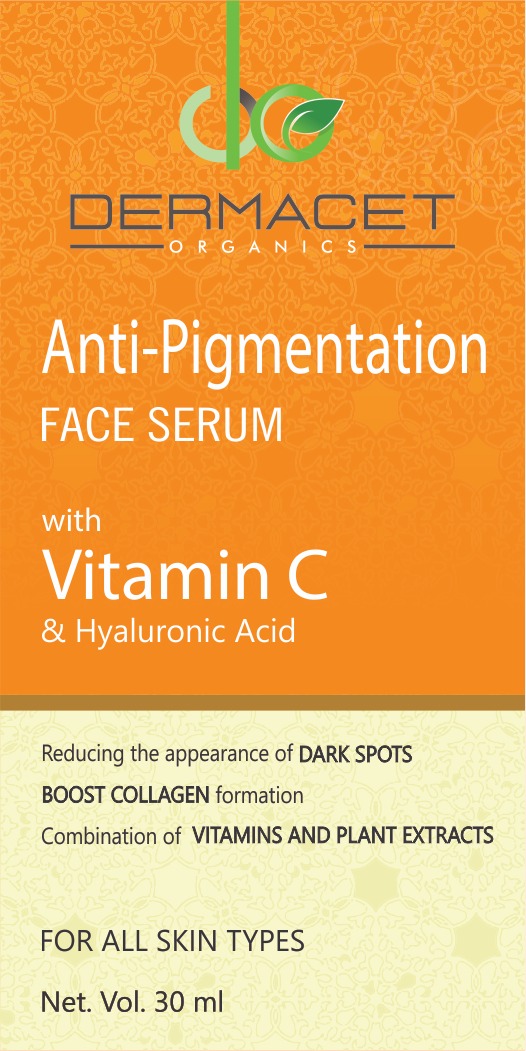 DERMACET
ORGANICS
Anti-Pigmentation
FACE SERUM
with
Vitamin C
& Hyaluronic Acid
Reducing the appearance of DARK SPOTS
BOOST COLLAGEN formation
Combination of VITAMINS AND PLANT EXTRACTS
FOR ALL SKIN TYPES
Net. Vol. 30 ml